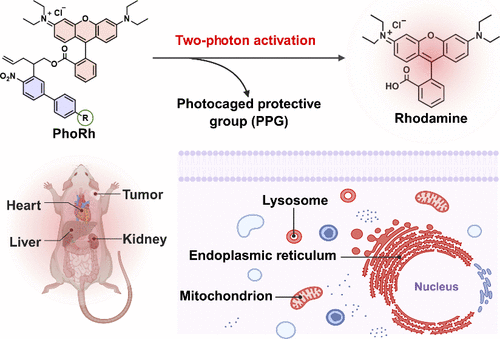 N
+
Cl⁻
O
N
O
O
O₂N
R
PhoRh
Two-photon activation
Photocaged protective
group (PPG)
Cl⁻
N
+
O
N
O
HO
Rhodamine
Heart
Tumor
Liver
Kidney
Lysosome
Endoplasmic reticulum
Mitochondrion
Nucleus